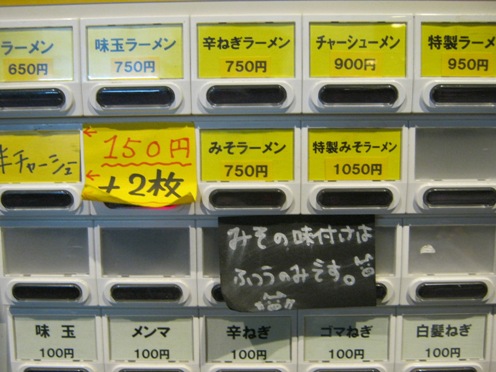 ラーメン
650円
味玉ラーメン
750円
辛ねぎラーメン
750円
チャーシューメン
900円
特製ラーメン
950円
半チャーシュー
150円
+2枚
みそラーメン
750円
特製みそラーメン
1050円
みその味付けは
ふつうのみです。
味玉
100円
メンマ
100円
辛ねぎ
100円
ゴマねぎ
100円
白髪ねぎ
100円